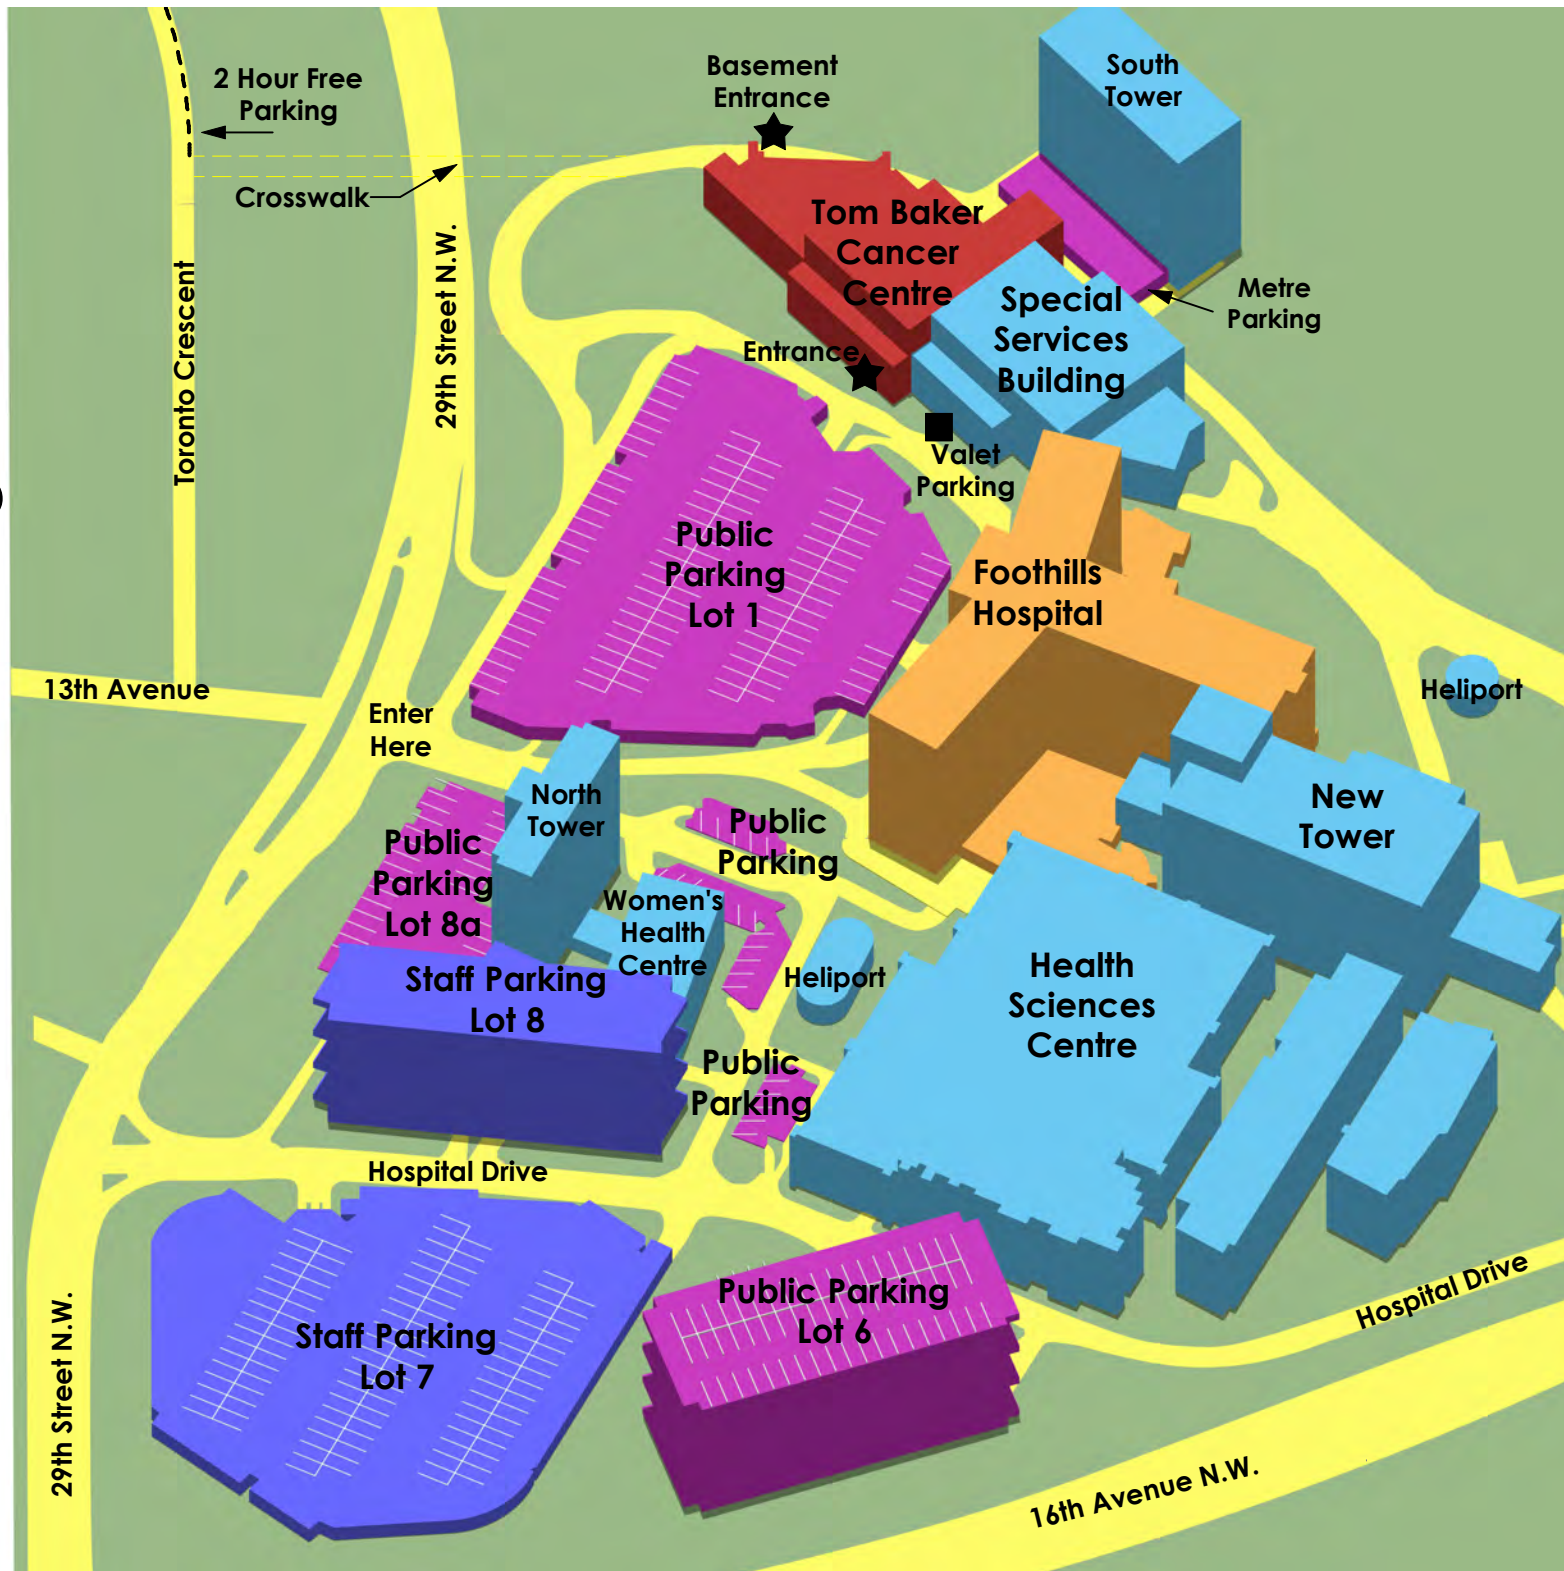 2 Hour Free
Parking
Basement
Entrance
South
Tower
Crosswalk
Tom Baker
Cancer
Centre
Metre
Parking
Special
Services
Building
Toronto Crescent
29th Street N.W.
Entrance
Valet
Parking
Public
Parking
Lot 1
Foothills
Hospital
13th Avenue
Enter
Here
Heliport
North
Tower
Public
Parking
New
Tower
Public
Parking
Lot 8a
Women's
Health
Centre
Staff Parking
Lot 8
Heliport
Health
Sciences
Centre
Public
Parking
Hospital Drive
Public Parking
Lot 6
Hospital Drive
Staff Parking
Lot 7
29th Street N.W.
16th Avenue N.W.